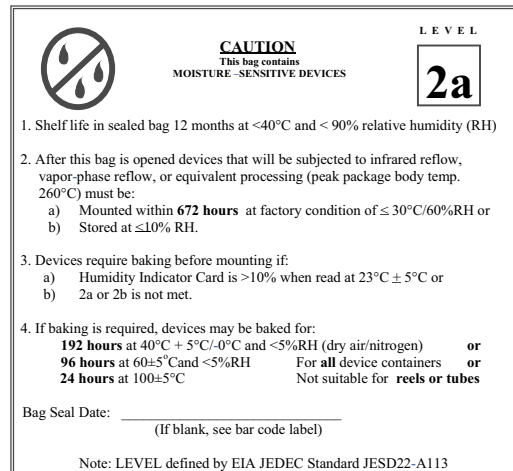 LEVEL
CAUTION
This bag contains
MOISTURE –SENSITIVE DEVICES
2a
1. Shelf life in sealed bag 12 months at <40°C and < 90% relative humidity (RH)
2. After this bag is opened devices that will be subjected to infrared reflow,
vapor-phase reflow, or equivalent processing (peak package body temp.
260°C) must be:
a) Mounted within 672 hours at factory condition of ≤ 30°C/60%RH or
b) Stored at ≤10% RH.
3. Devices require baking before mounting if:
a) Humidity Indicator Card is >10% when read at 23°C ± 5°C or
b) 2a or 2b is not met.
4. If baking is required, devices may be baked for:
192 hours at 40°C + 5°C/-0°C and <5%RH (dry air/nitrogen) or
96 hours at 60±5°Cand <5%RH For all device containers or
24 hours at 100±5°C Not suitable for reels or tubes
Bag Seal Date: ______________________________
(If blank, see bar code label)
Note: LEVEL defined by EIA JEDEC Standard JESD22-A113